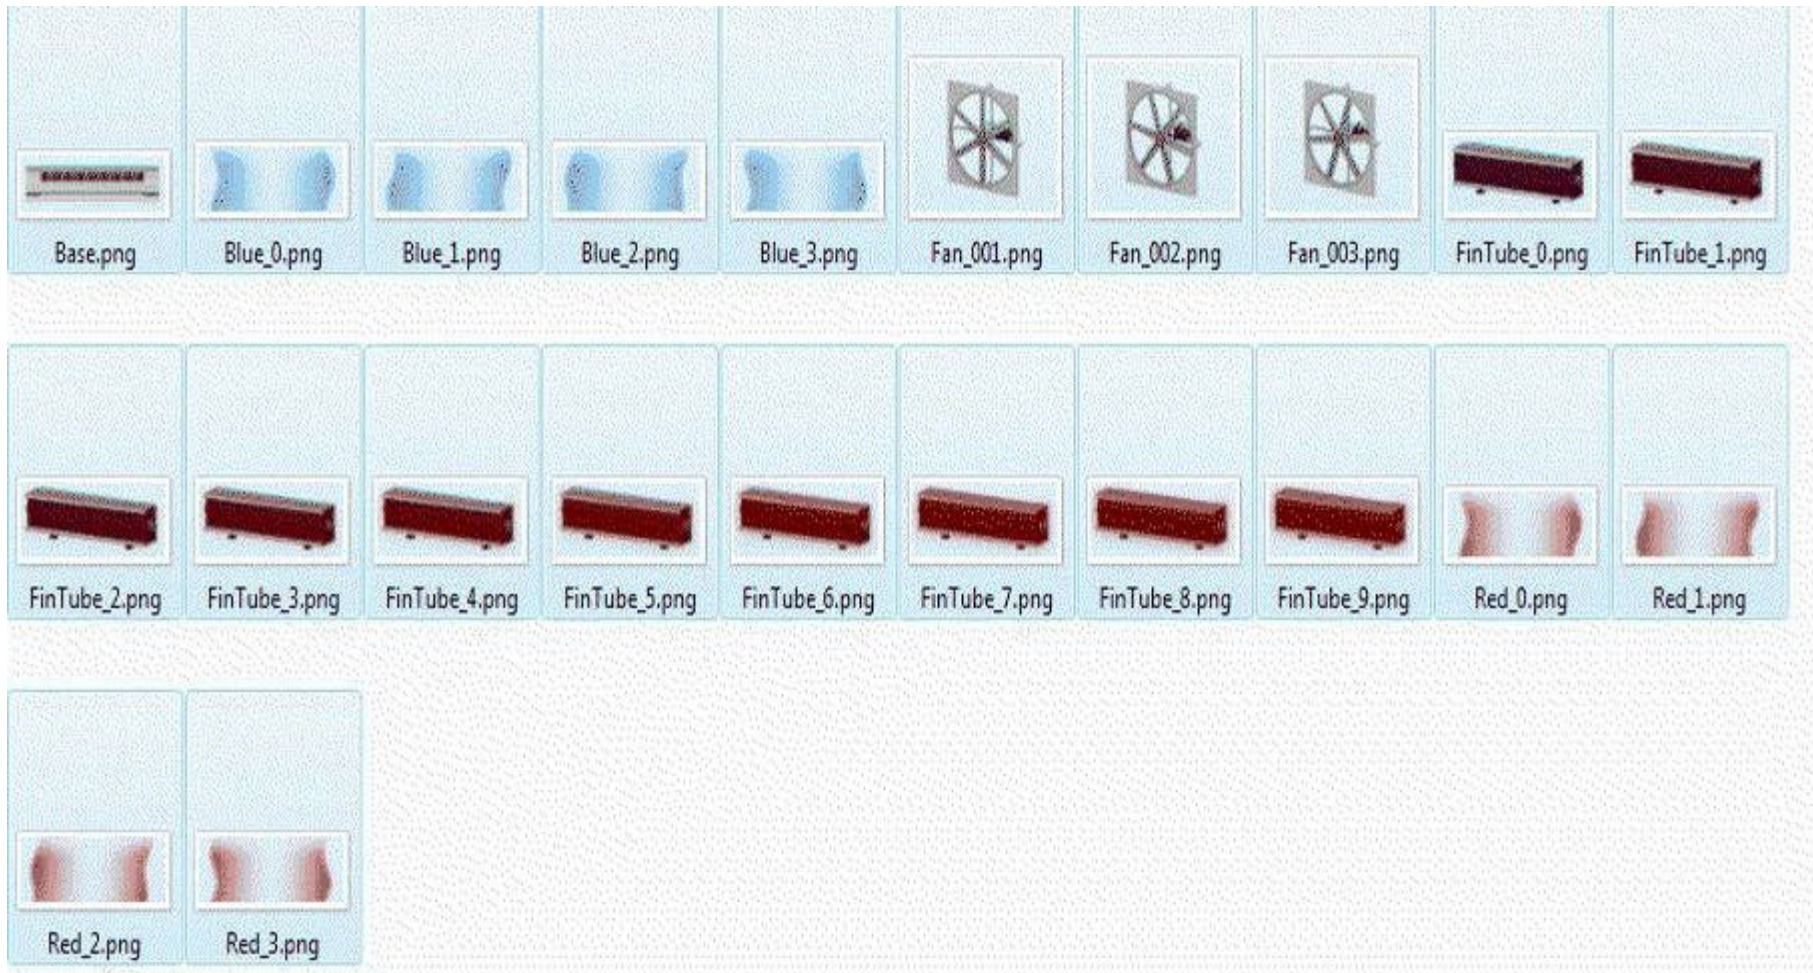 Base.png Blue_0.png Blue_1.png Blue_2.png Blue_3.png Fan_001.png Fan_002.png Fan_003.png FinTube_0.png FinTube_1.png
FinTube_2.png FinTube_3.png FinTube_4.png FinTube_5.png FinTube_6.png FinTube_7.png FinTube_8.png FinTube_9.png Red_0.png Red_1.png
Red_2.png Red_3.png